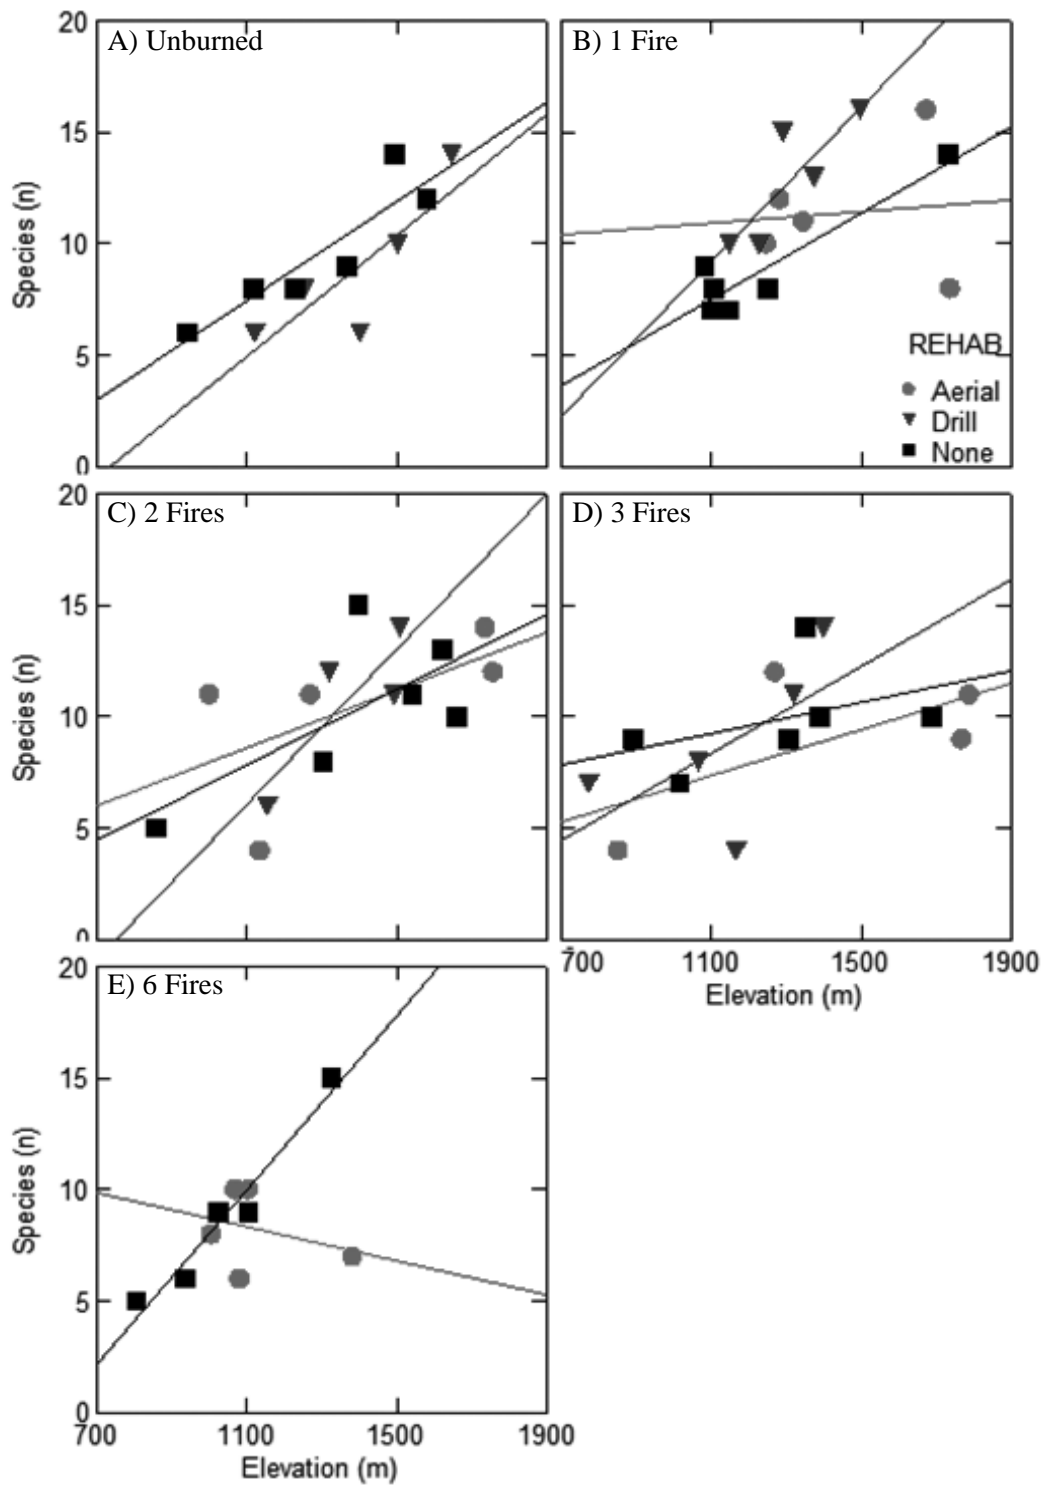 20
A) Unburned
15
10
5
0
Species (n)
B) 1 Fire
REHAB
Aerial
Drill
None
20
C) 2 Fires
15
10
5
0
Species (n)
D) 3 Fires
700 1100 1500 1900
Elevation (m)
20
E) 6 Fires
15
10
5
0
Species (n)
700 1100 1500 1900
Elevation (m)